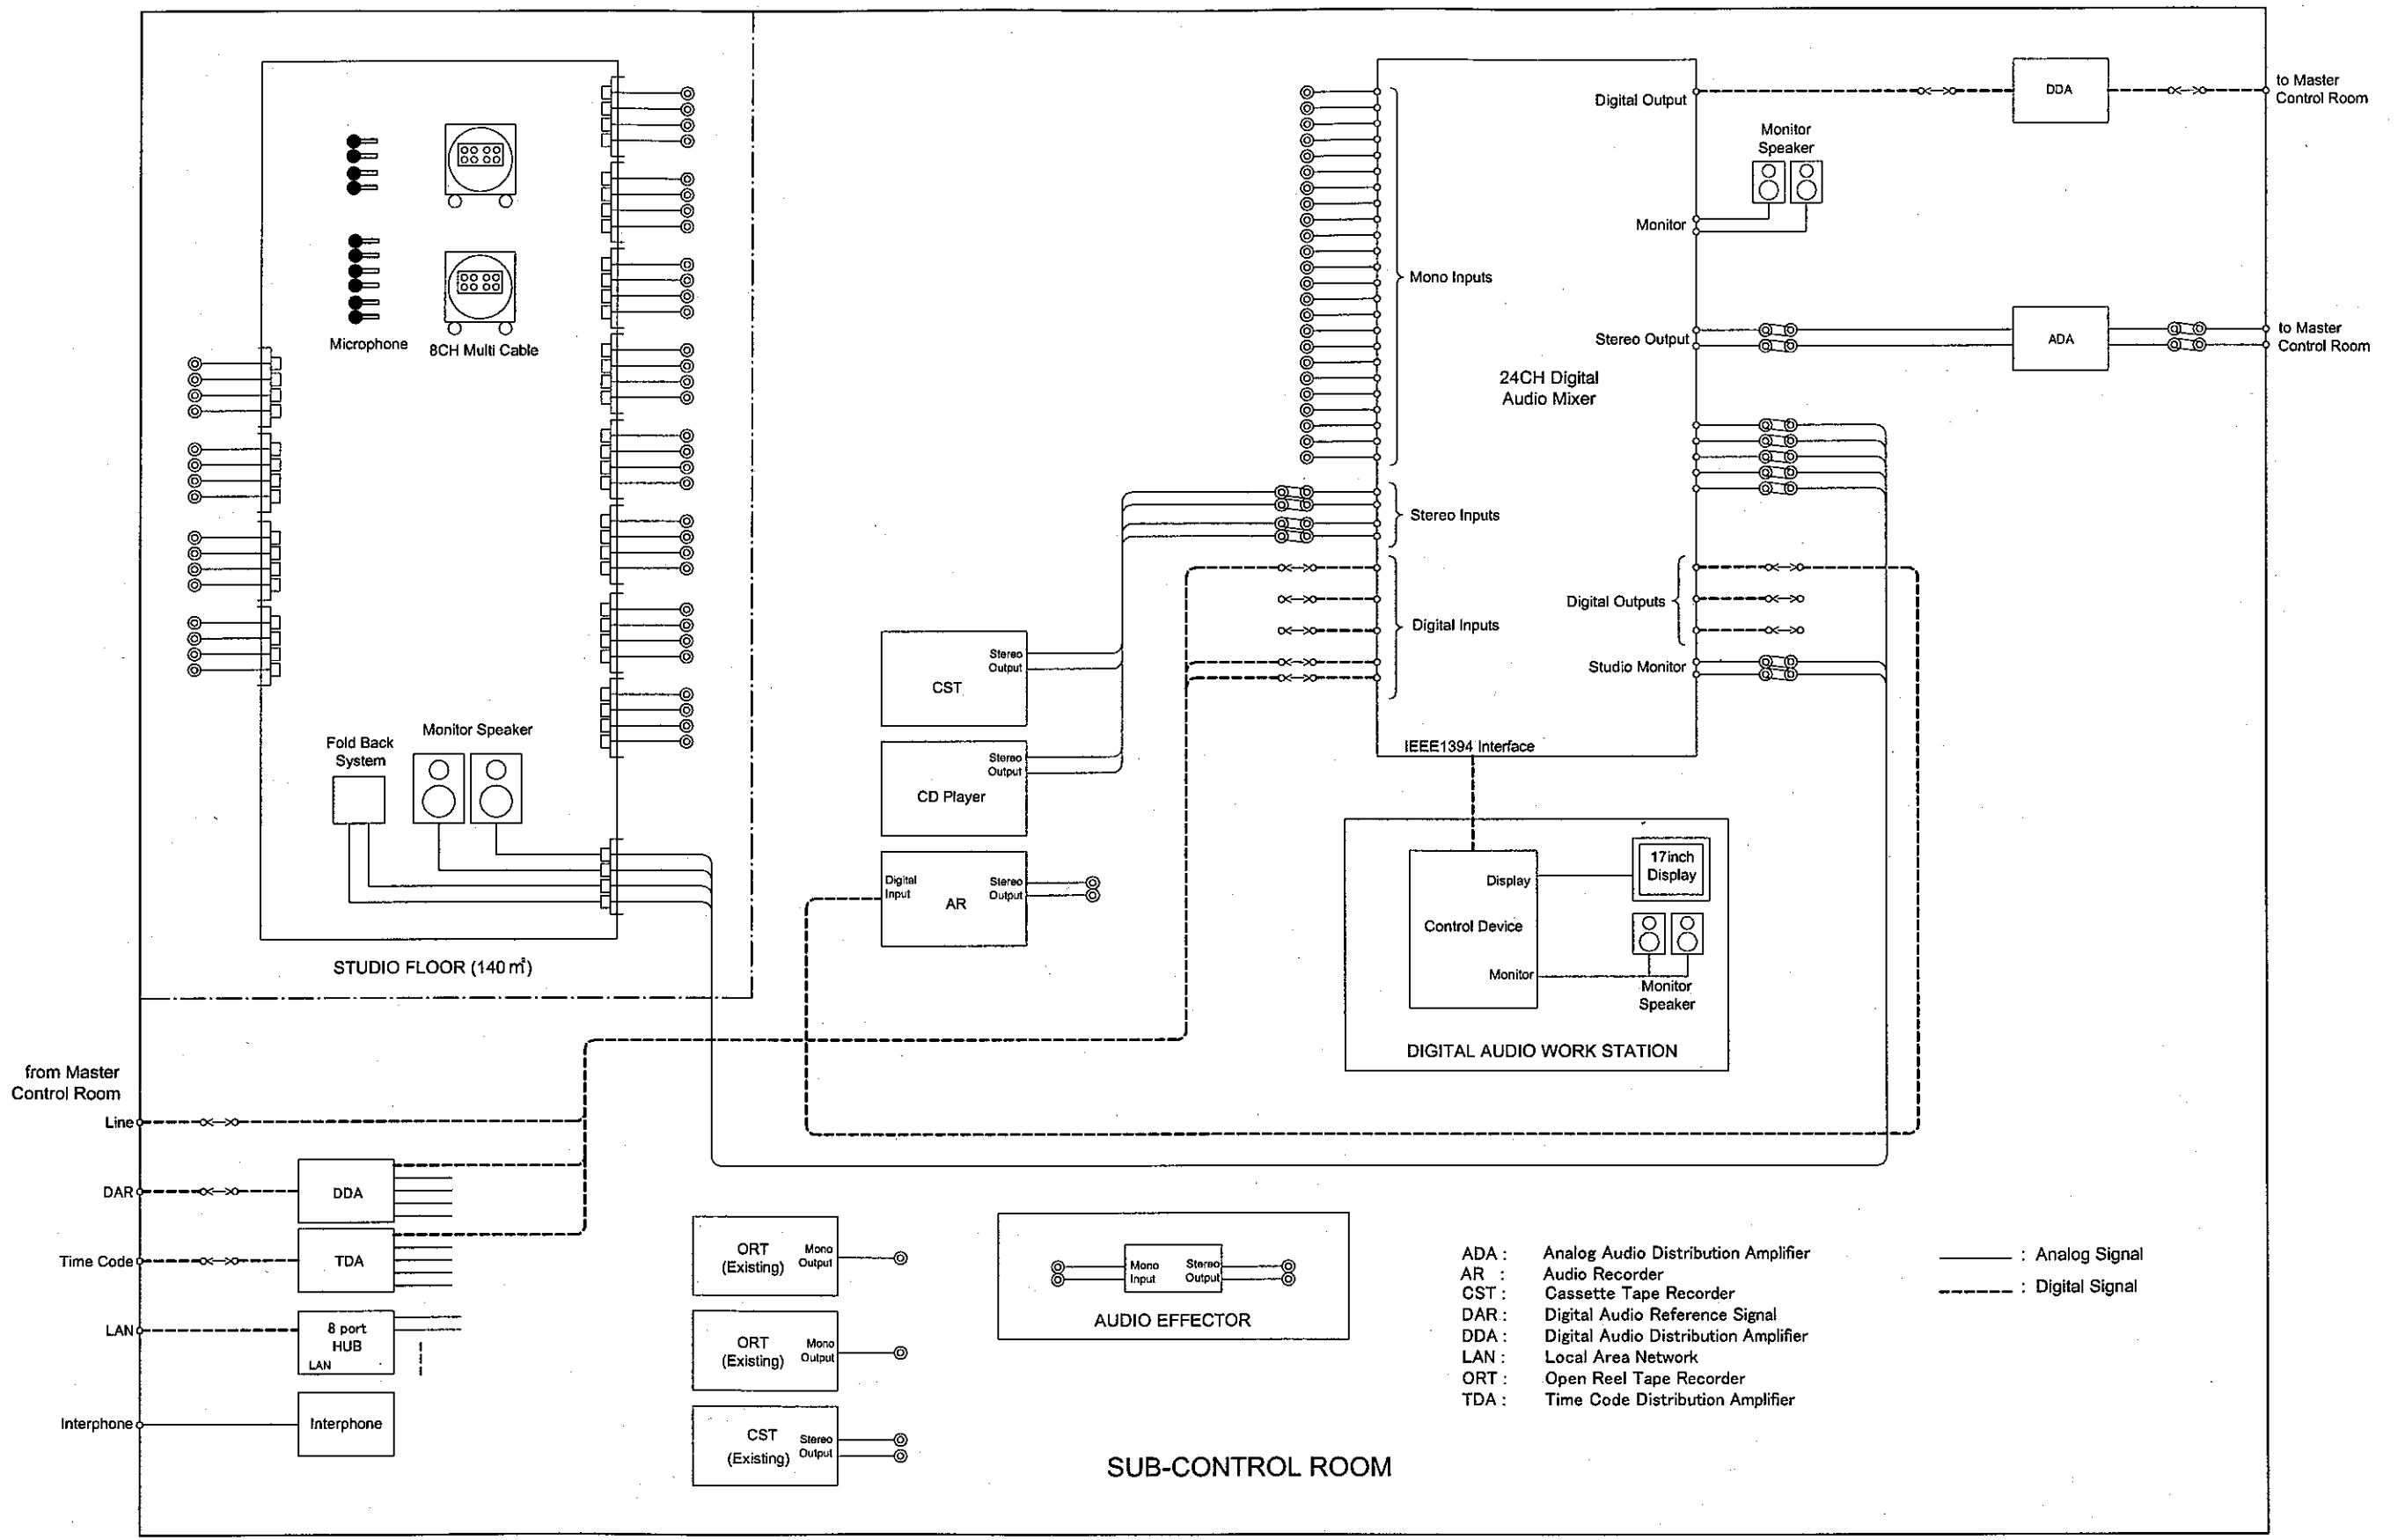 Microphone
8CH Multi Cable
Fold Back
System
Monitor Speaker
STUDIO FLOOR (140㎡)
Digital Output
DDA
to Master
Control Room
Monitor
Speaker
Monitor
Mono Inputs
Stereo Output
ADA
to Master
Control Room
24CH Digital
Audio Mixer
Stereo Inputs
Digital Inputs
Digital Outputs
Studio Monitor
IEEE1394 Interface
Stereo
Output
CST
Stereo
Output
CD Player
Digital
Input
Stereo
Output
AR
17inch
Display
Display
Control Device
Monitor
Monitor
Speaker
DIGITAL AUDIO WORK STATION
from Master
Control Room
Line
DAR
DDA
Time Code
TDA
LAN
8 port
HUB
LAN
Interphone
Interphone
ORT
(Existing)
Mono
Output
ORT
(Existing)
Mono
Output
CST
(Existing)
Stereo
Output
Mono
Input
Stereo
Output
AUDIO EFFECTOR
ADA : Analog Audio Distribution Amplifier
AR : Audio Recorder
CST : Cassette Tape Recorder
DAR : Digital Audio Reference Signal
DDA : Digital Audio Distribution Amplifier
LAN : Local Area Network
ORT : Open Reel Tape Recorder
TDA : Time Code Distribution Amplifier
: Analog Signal
: Digital Signal
SUB-CONTROL ROOM